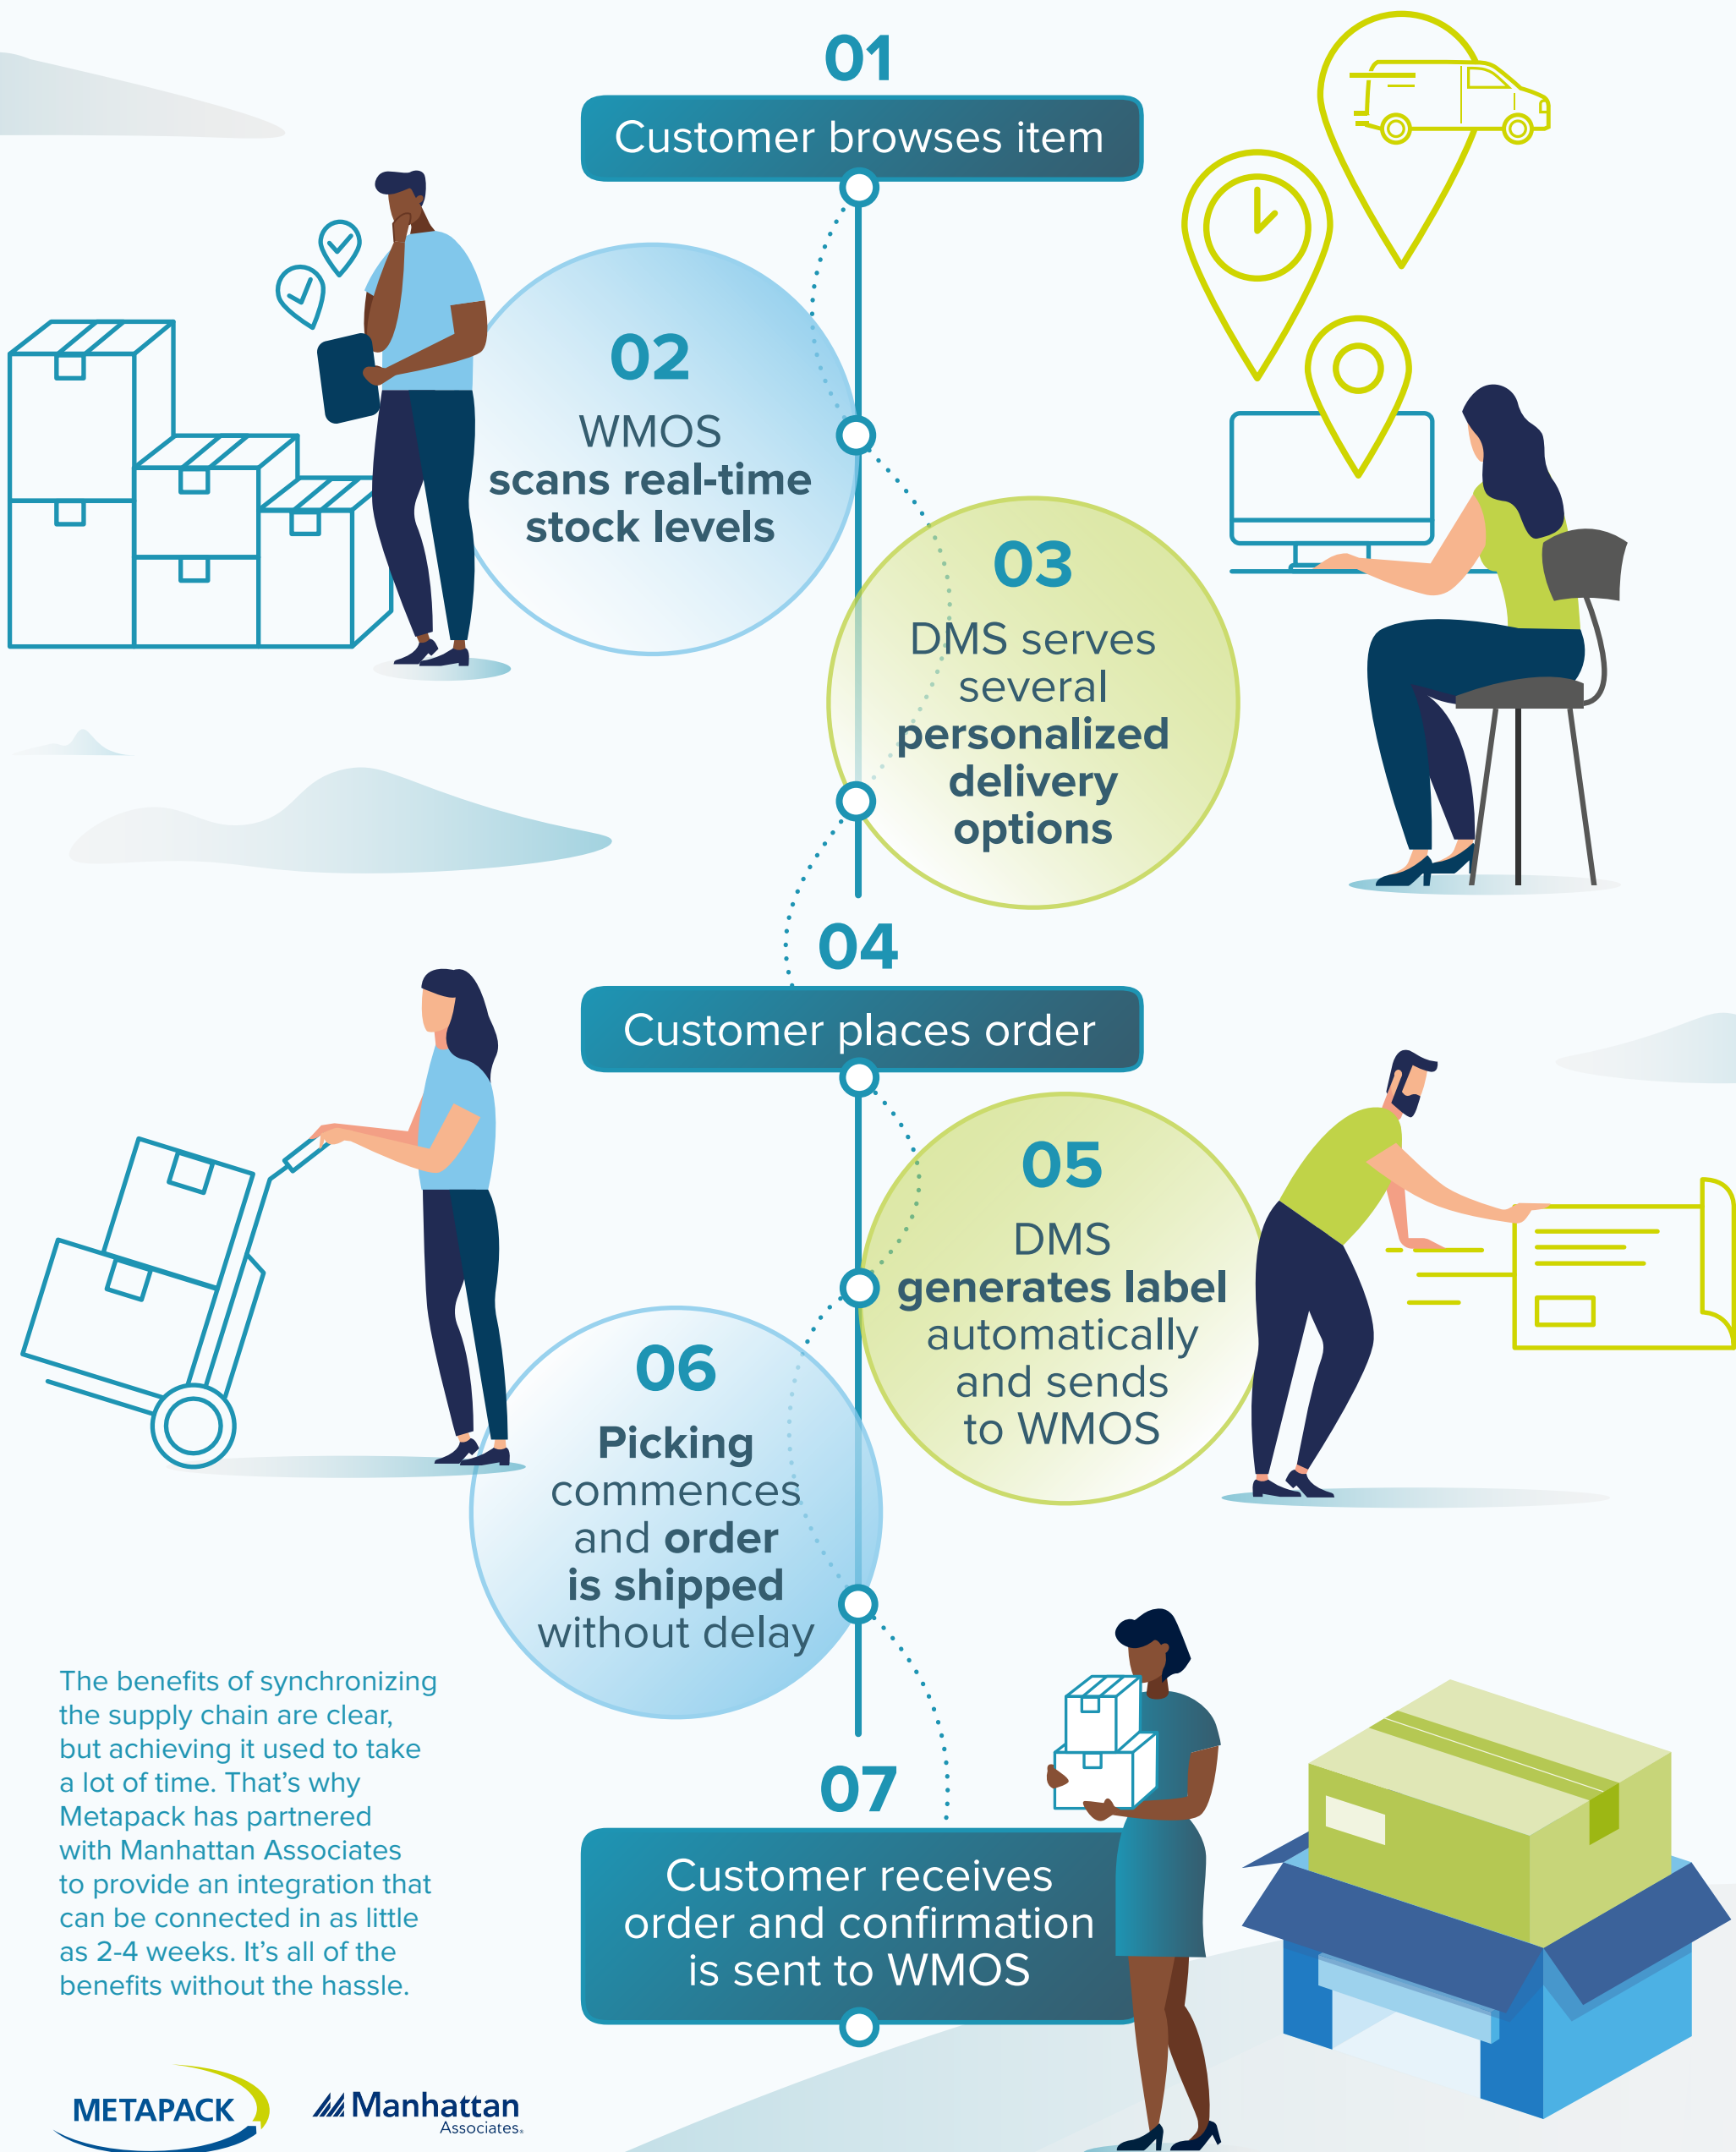 01
Customer browses item
02
WMOS
scans real-time
stock levels
03
DMS serves
several
personalized
delivery
options
04
Customer places order
05
DMS
generates label
automatically
and sends
to WMOS
06
Picking
commences
and order
is shipped
without delay
The benefits of synchronizing
the supply chain are clear,
but achieving it used to take
a lot of time. That’s why
Metapack has partnered
with Manhattan Associates
to provide an integration that
can be connected in as little
as 2-4 weeks. It’s all of the
benefits without the hassle.
07
Customer receives
order and confirmation
is sent to WMOS
METAPACK
Manhattan
Associates®